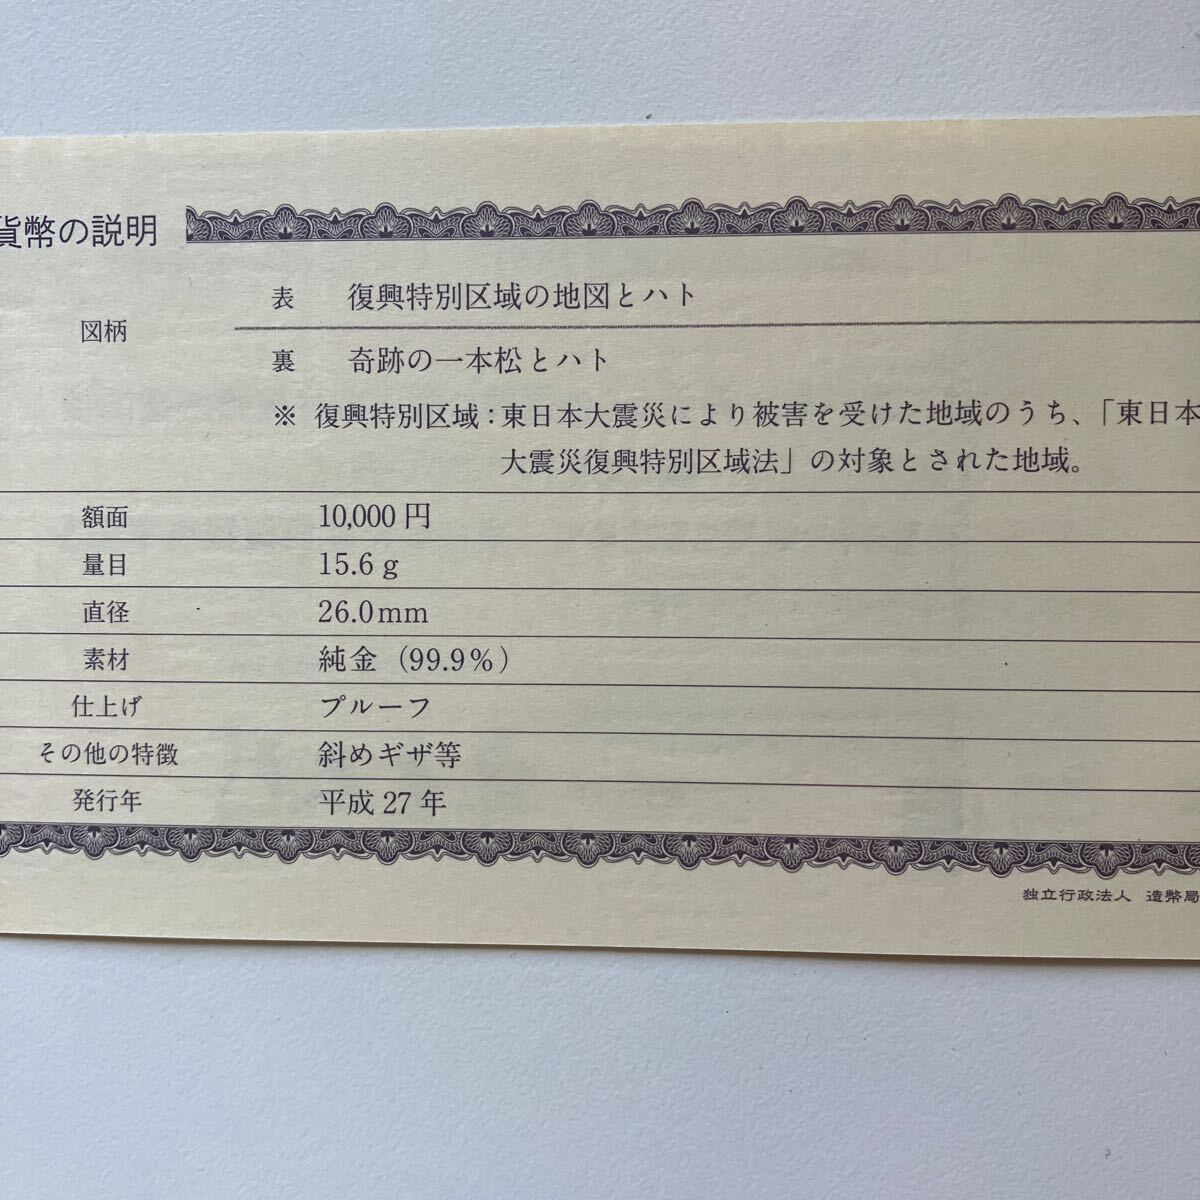 貨幣の説明
図柄
表 復興特別区域の地図とハト
裏 奇跡の一本松とハト
※ 復興特別区域：東日本大震災により被害を受けた地域のうち、「東日本
大震災復興特別区域法」の対象とされた地域。
額面 10,000 円
量目 15.6 g
直径 26.0mm
素材 純金（99.9％）
仕上げ プルーフ
その他の特徴 斜めギザ等
発行年 平成 27 年
独立行政法人 造幣局